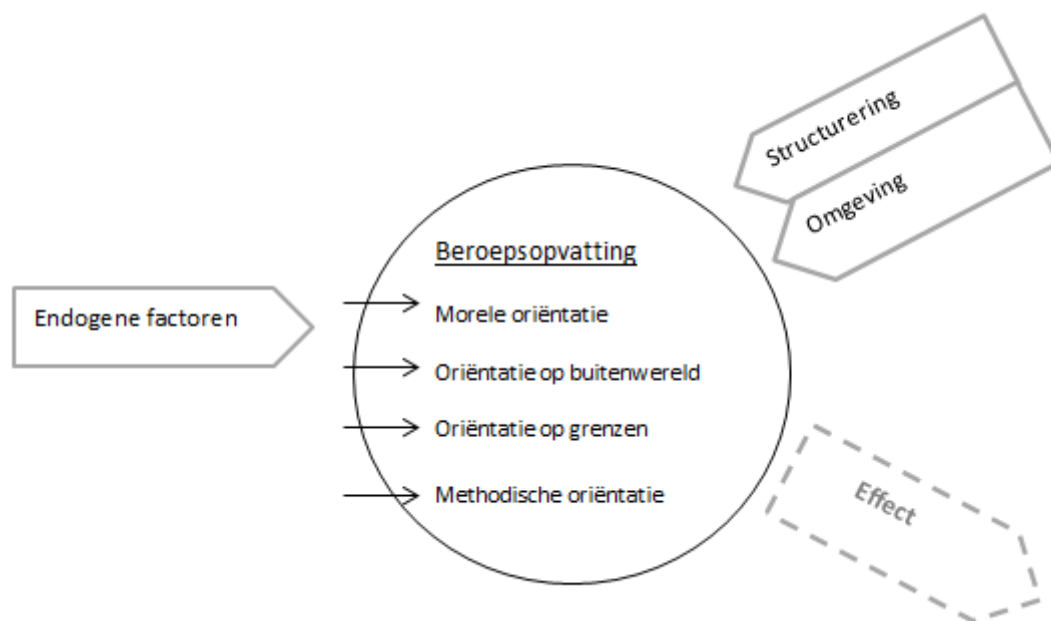 Structurering
Omgeving
Beroepsopvatting
Endogene factoren
Morele oriëntatie
Oriëntatie op buitenwereld
Oriëntatie op grenzen
Methodische oriëntatie
Effect